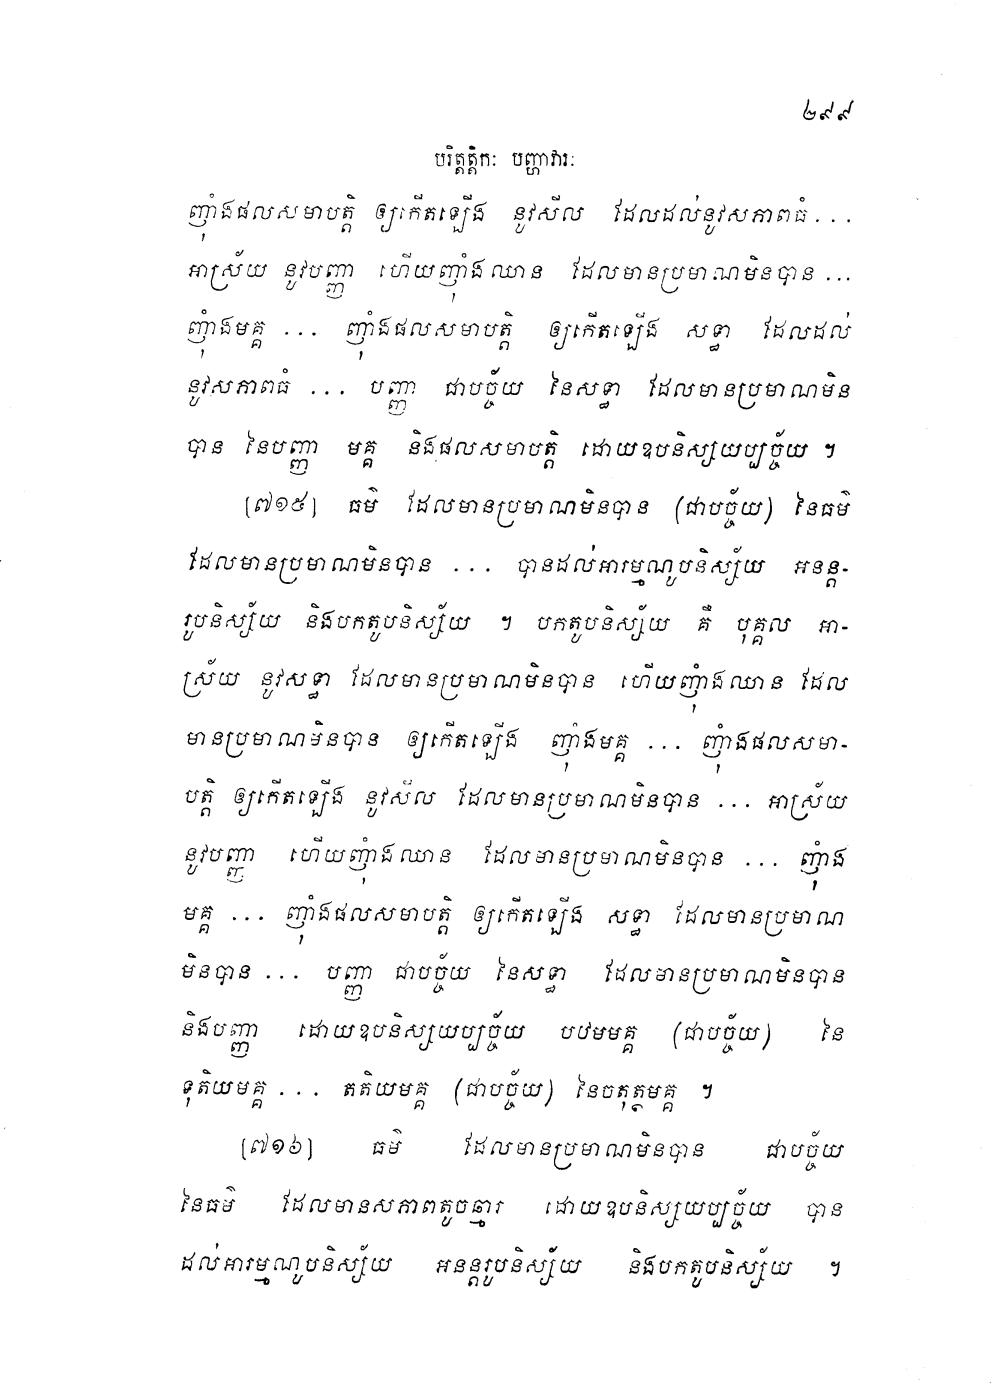 ២៩៩
បរិត្តត្តិកៈ បញ្ហាវារៈ
ញុំាងផលសមាបត្តិ ឲ្យកើតឡើង នូវសីល ដែលដល់នូវសភាពធំ...
អាស្រ័យ នូវបញ្ញា ហើយញុំាងឈាន ដែលមានប្រមាណមិនបាន ...
ញុំាងមគ្គ ... ញុំាងផលសមាបត្តិ ឲ្យកើតឡើង សទ្ធា ដែលដល់
នូវសភាពធំ ... បញ្ញា ជាបច្ច័យ នៃសទ្ធា ដែលមានប្រមាណមិន
បាន នៃបញ្ញា មគ្គ និងផលសមាបត្តិ ដោយឧបនិស្សយប្បច្ច័យ ។
[៧១៥] ធម៌ ដែលមានប្រមាណមិនបាន (ជាបច្ច័យ) នៃធម៌
ដែលមានប្រមាណមិនបាន ... បានដល់អារម្មណូបនិស្ស័យ អនន្ត-
រូបនិស្ស័យ និងបកតូបនិស្ស័យ ។ បកតូបនិស្ស័យ គឺ បុគ្គល អា-
ស្រ័យ នូវសទ្ធា ដែលមានប្រមាណមិនបាន ហើយញុំាងឈាន ដែល
មានប្រមាណមិនបាន ឲ្យកើតឡើង ញុំាងមគ្គ ... ញុំាងផលសមា-
បត្តិ ឲ្យកើតឡើង នូវសីល ដែលមានប្រមាណមិនបាន ... អាស្រ័យ
នូវបញ្ញា ហើយញុំាងឈាន ដែលមានប្រមាណមិនបាន ... ញុំាង
មគ្គ ... ញុំាងផលសមាបត្តិ ឲ្យកើតឡើង សទ្ធា ដែលមានប្រមាណ
មិនបាន ... បញ្ញា ជាបច្ច័យ នៃសទ្ធា ដែលមានប្រមាណមិនបាន
និងបញ្ញា ដោយឧបនិស្សយប្បច្ច័យ បឋមមគ្គ (ជាបច្ច័យ) នៃ
ទុតិយមគ្គ ... តតិយមគ្គ (ជាបច្ច័យ) នៃចតុត្ថមគ្គ ។
[៧១៦] ធម៌ ដែលមានប្រមាណមិនបាន ជាបច្ច័យ
នៃធម៌ ដែលមានសភាពតូចឆ្មារ ដោយឧបនិស្សយប្បច្ច័យ បាន
ដល់អារម្មណូបនិស្ស័យ អនន្តរូបនិស្ស័យ និងបកតូបនិស្ស័យ ។